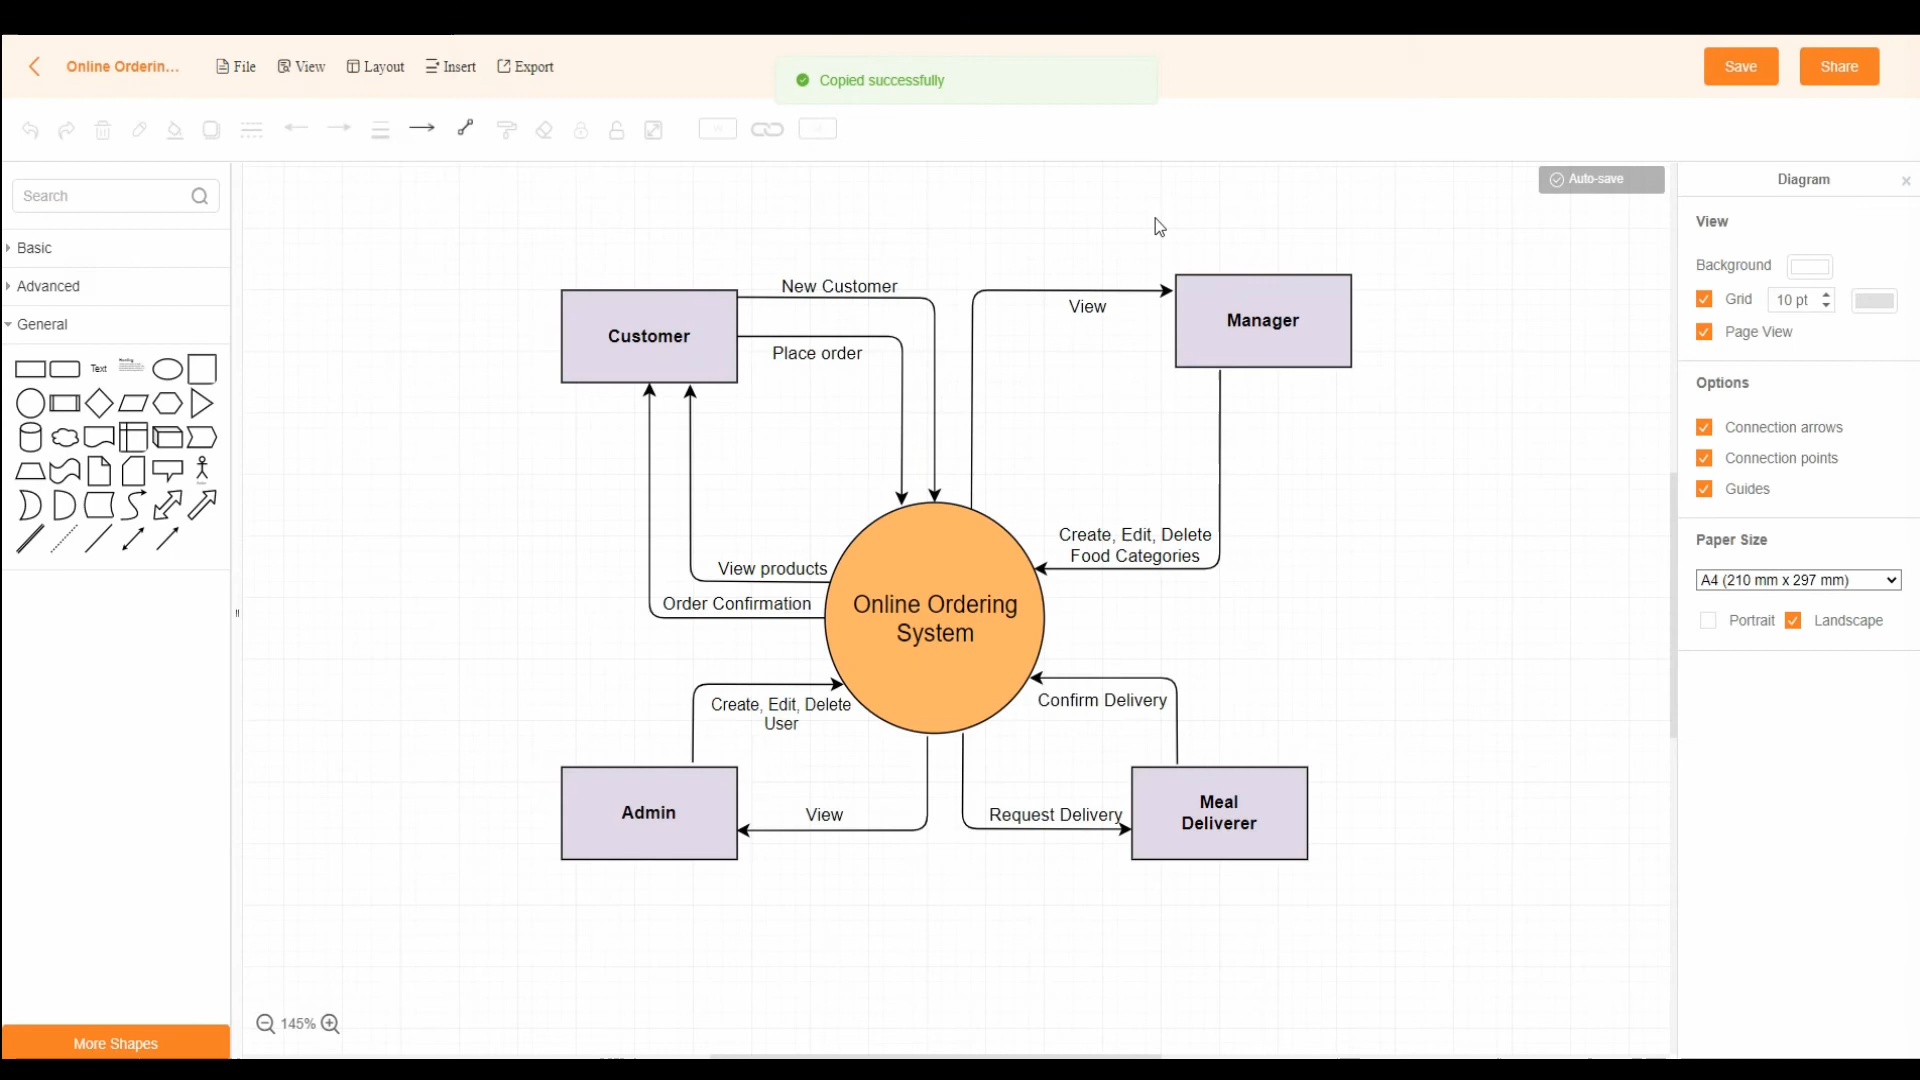 Online Orderin...
File
View
Layout
Insert
Export
Copied successfully
Save
Share
Search
Basic
Advanced
General
Text
More Shapes
Auto-save
Customer
New Customer
Place order
View
Manager
Create, Edit, Delete
Food Categories
View products
Order Confirmation
Online Ordering
System
Create, Edit, Delete
User
Confirm Delivery
Admin
View
Request Delivery
Meal
Deliverer
145%
Diagram
View
Background
Grid
10 pt
Page View
Options
Connection arrows
Connection points
Guides
Paper Size
A4 (210 mm x 297 mm)
Portrait
Landscape